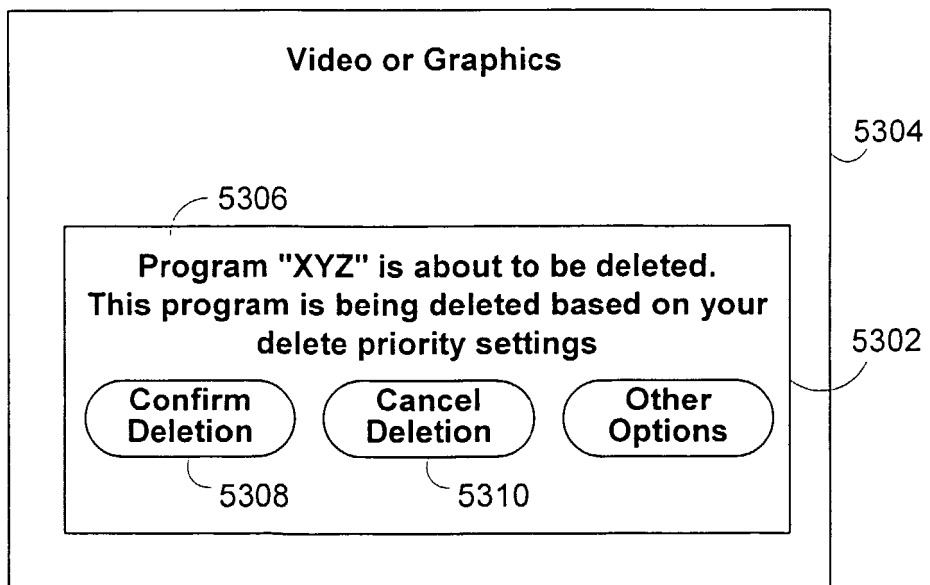 Video or Graphics
5304
5306
Program "XYZ" is about to be deleted.
This program is being deleted based on your
delete priority settings
5302
Confirm
Deletion
Cancel
Deletion
Other
Options
5308
5310